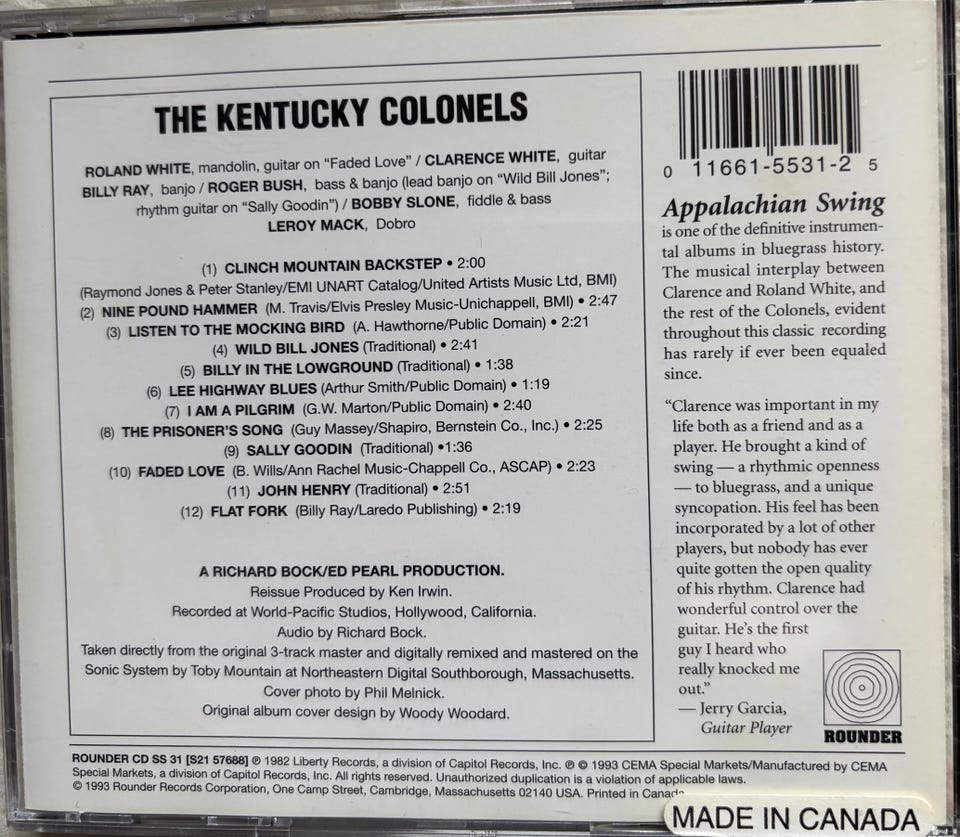 THE KENTUCKY COLONELS
ROLAND WHITE, mandolin, guitar on “Faded Love” / CLARENCE WHITE, guitar
BILLY RAY, banjo / ROGER BUSH, bass & banjo (lead banjo on “Wild Bill Jones”;
rhythm guitar on “Sally Goodin”) / BOBBY SLONE, fiddle & bass
LEROY MACK, Dobro
(1) CLINCH MOUNTAIN BACKSTEP • 2:00
(Raymond Jones & Peter Stanley/EMI UNART Catalog/United Artists Music Ltd, BMI)
(2) NINE POUND HAMMER (M. Travis/Elvis Presley Music-Unichappell, BMI) • 2:47
(3) LISTEN TO THE MOCKING BIRD (A. Hawthorne/Public Domain) • 2:21
(4) WILD BILL JONES (Traditional) • 2:41
(5) BILLY IN THE LOWGROUND (Traditional) • 1:38
(6) LEE HIGHWAY BLUES (Arthur Smith/Public Domain) • 1:19
(7) I AM A PILGRIM (G.W. Marton/Public Domain) • 2:40
(8) THE PRISONER’S SONG (Guy Massey/Shapiro, Bernstein Co., Inc.) • 2:25
(9) SALLY GOODIN (Traditional) •1:36
(10) FADED LOVE (B. Wills/Ann Rachel Music-Chappell Co., ASCAP) • 2:23
(11) JOHN HENRY (Traditional) • 2:51
(12) FLAT FORK (Billy Ray/Laredo Publishing) • 2:19
A RICHARD BOCK/ED PEARL PRODUCTION.
Reissue Produced by Ken Irwin.
Recorded at World-Pacific Studios, Hollywood, California.
Audio by Richard Bock.
Taken directly from the original 3-track master and digitally remixed and mastered on the
Sonic System by Toby Mountain at Northeastern Digital Southborough, Massachusetts.
Cover photo by Phil Melnick.
Original album cover design by Woody Woodard.
0 11661-5531-2 5
Appalachian Swing
is one of the definitive instrumen-
tal albums in bluegrass history.
The musical interplay between
Clarence and Roland White, and
the rest of the Colonels, evident
throughout this classic recording
has rarely if ever been equaled
since.
“Clarence was important in my
life both as a friend and as a
player. He brought a kind of
swing — a rhythmic openness
— to bluegrass, and a unique
syncopation. His feel has been
incorporated by a lot of other
players, but nobody has ever
quite gotten the open quality
of his rhythm. Clarence had
wonderful control over the
guitar. He’s the first
guy I heard who
really knocked me
out.”
— Jerry Garcia,
Guitar Player
ROUNDER
ROUNDER CD SS 31 [S21 57688] ℗ 1982 Liberty Records, a division of Capitol Records, Inc. ℗ © 1993 CEMA Special Markets/Manufactured by CEMA
Special Markets, a division of Capitol Records, Inc. All rights reserved. Unauthorized duplication is a violation of applicable laws.
© 1993 Rounder Records Corporation, One Camp Street, Cambridge, Massachusetts 02140 USA. Printed in Canada
MADE IN CANADA